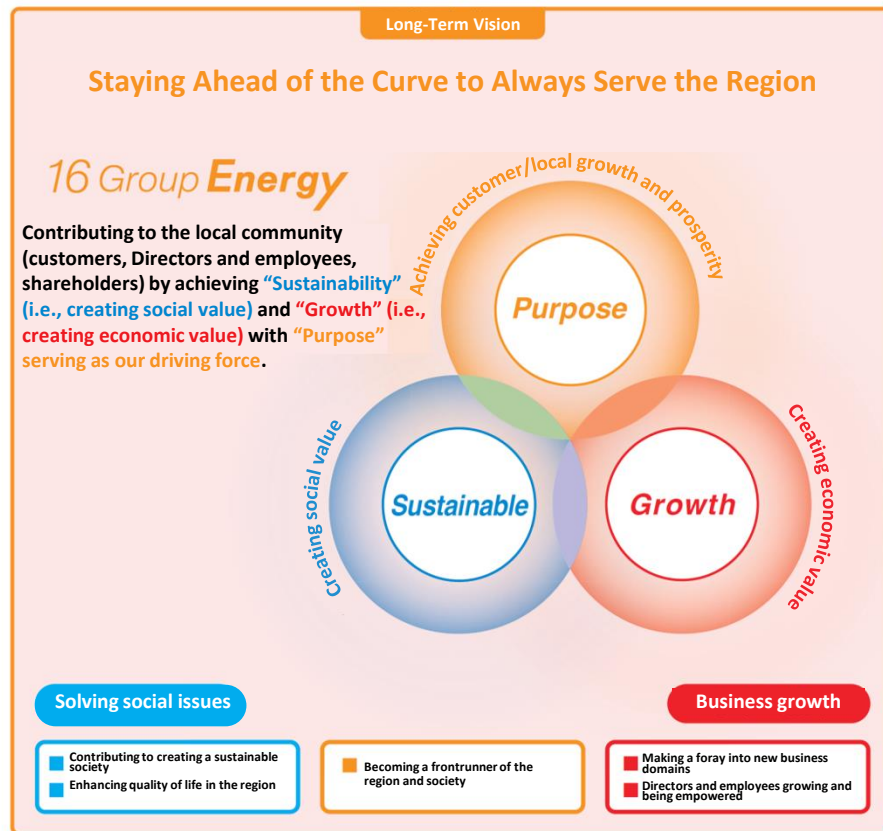 Long-Term Vision
Staying Ahead of the Curve to Always Serve the Region
16 Group Energy
Contributing to the local community
(customers, Directors and employees,
shareholders) by achieving “Sustainability”
(i.e., creating social value) and “Growth” (i.e.,
creating economic value) with “Purpose”
serving as our driving force.
Achieving customer/local growth and prosperity
Purpose
Creating social value
Sustainable
Growth
Creating economic value
Solving social issues
Business growth
Contributing to creating a sustainable
society
Enhancing quality of life in the region
Becoming a frontrunner of the
region and society
Making a foray into new business
domains
Directors and employees growing and
being empowered